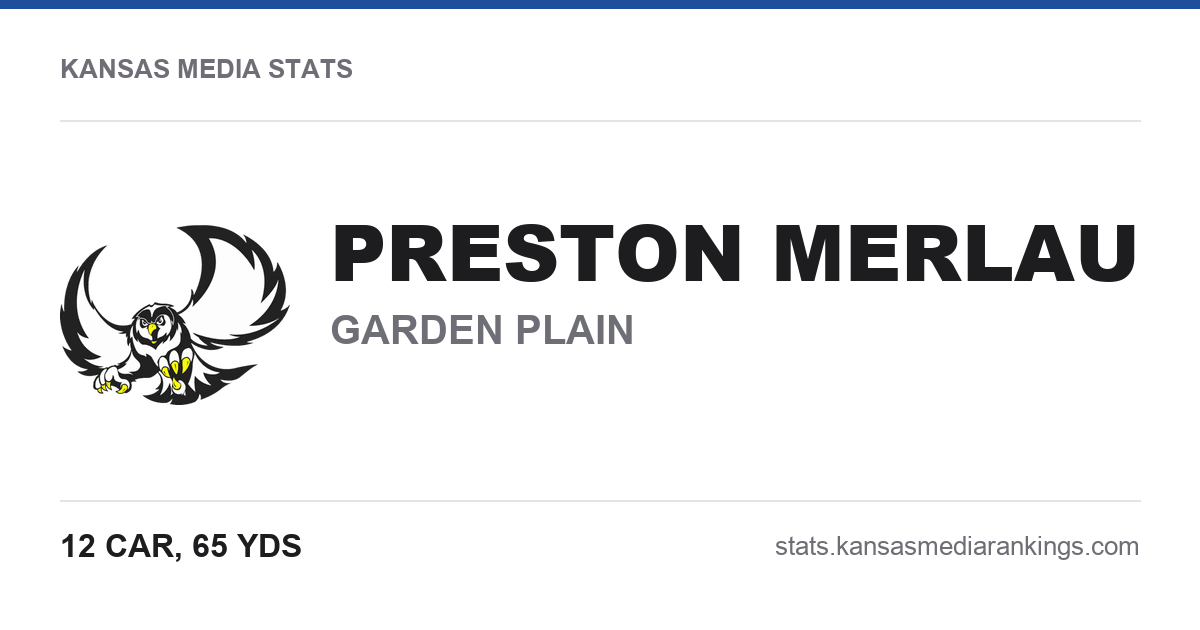 KANSAS MEDIA STATS
PRESTON MERLAU
GARDEN PLAIN
12 CAR, 65 YDS
stats.kansasmediarankings.com